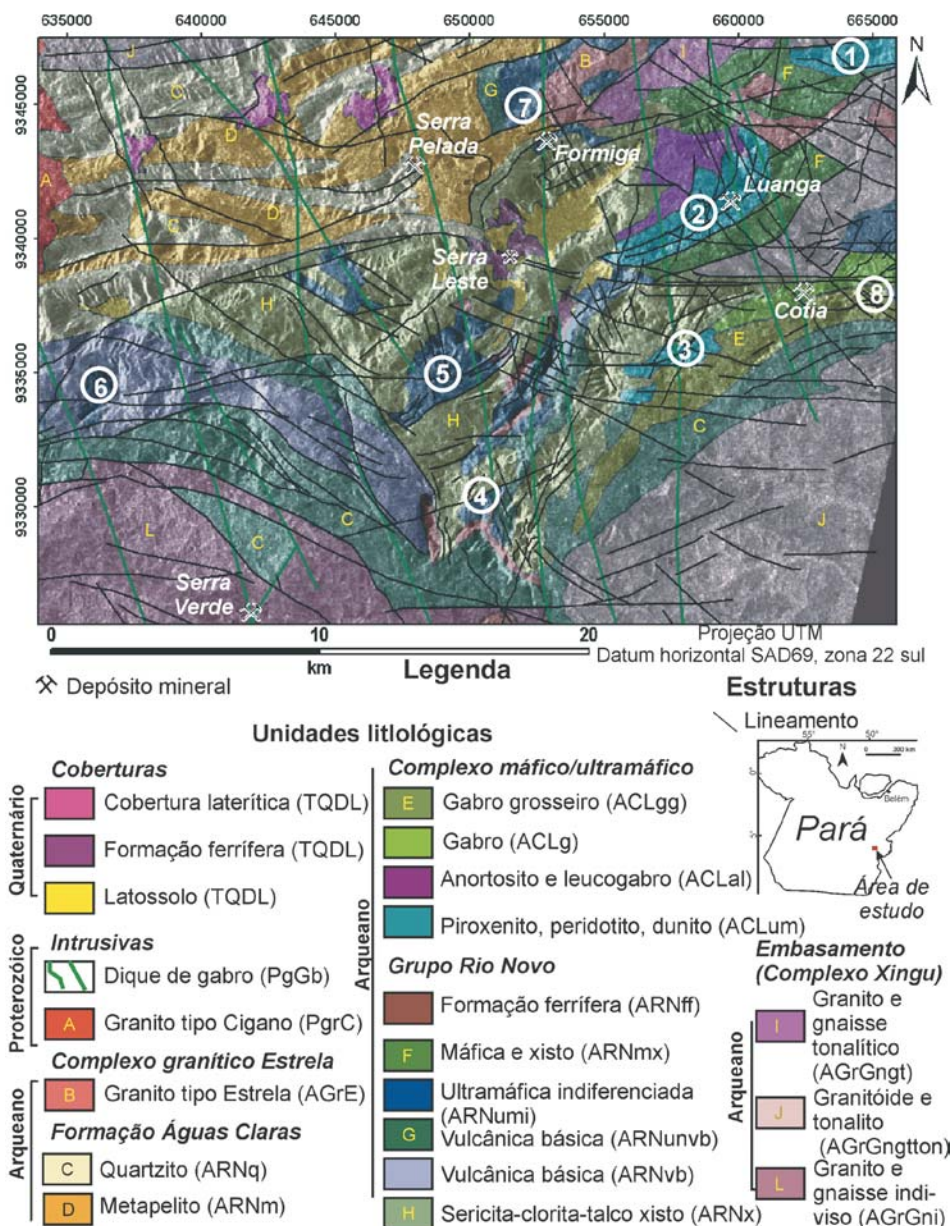 635000 640000 645000 650000 655000 660000 665000
N
9345000
9340000
9335000
9330000
J
C
D
A
C
D
G
B
I
F
1
7
Serra
Pelada
Formiga
Luanga
2
F
Serra
Leste
H
8
Cotia
3
E
5
6
H
C
4
J
L
C
C
Serra
Verde
0 10 20
km
Projeção UTM
Datum horizontal SAD69, zona 22 sul
Legenda
Depósito mineral
Estruturas
Lineamento
Unidades litlológicas
Coberturas
Quaternário
Cobertura laterítica (TQDL)
Formação ferrífera (TQDL)
Latossolo (TQDL)
Proterozóico
Intrusivas
Dique de gabro (PgGb)
A Granito tipo Cigano (PgrC)
Complexo granítico Estrela
Arqueano
B Granito tipo Estrela (AGrE)
Formação Águas Claras
C Quartzito (ARNq)
D Metapelito (ARNm)
Complexo máfico/ultramáfico
Arqueano
E Gabro grosseiro (ACLgg)
Gabro (ACLg)
Anortosito e leucogabro (ACLal)
Piroxenito, peridotito, dunito (ACLum)
Grupo Rio Novo
Formação ferrífera (ARNff)
F Máfica e xisto (ARNmx)
Ultramáfica indiferenciada
(ARNumi)
G Vulcânica básica (ARNunvb)
Vulcânica básica (ARNvb)
H Sericita-clorita-talco xisto (ARNx)
55° 50°
N
0 200 km
Belém
Pará
Área de
estudo
Embasamento
(Complexo Xingu)
Arqueano
I Granito e
gnaisse
tonalítico
(AGrGngt)
J Granitóide e
tonalito
(AGrGngtton)
L Granito e
gnaisse indi-
viso (AGrGni)